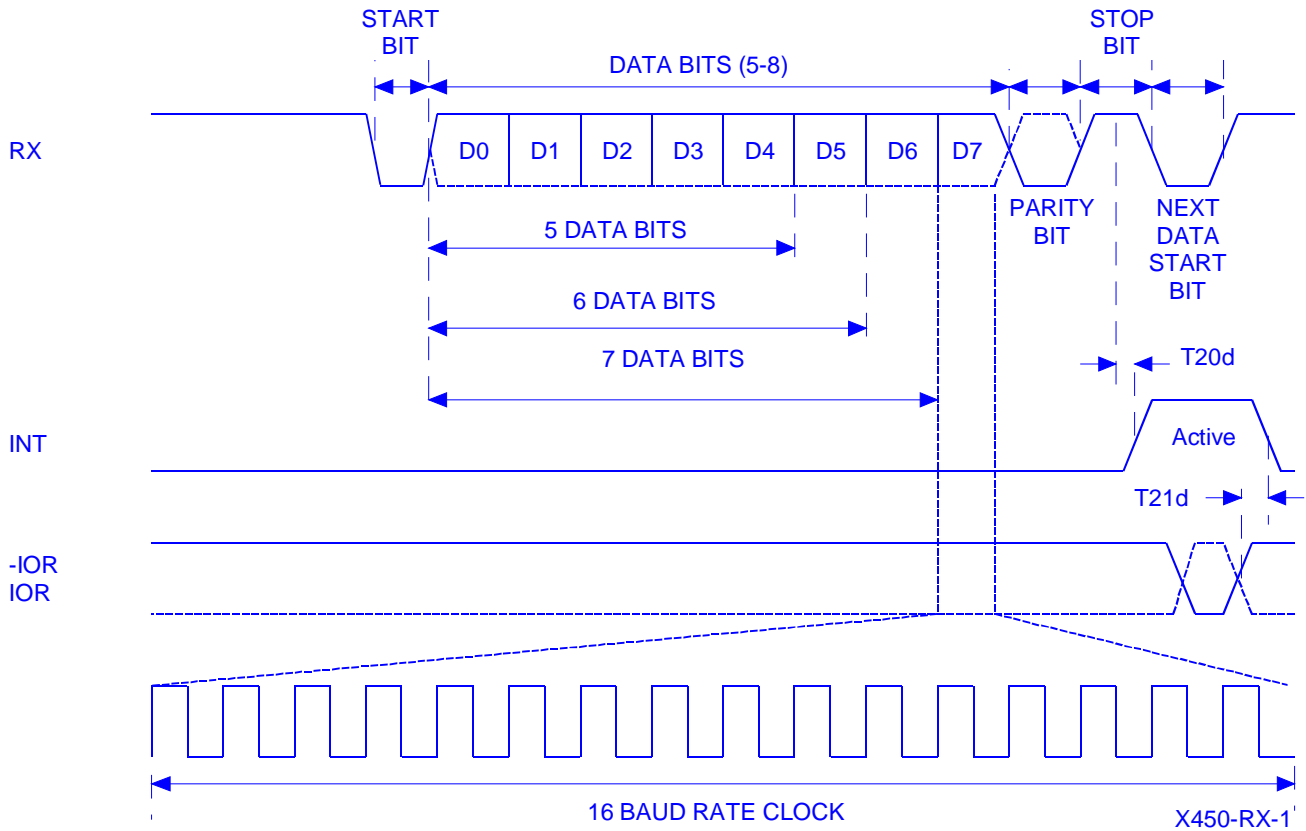 START
BIT
STOP
BIT
DATA BITS (5-8)
RX
D0 D1 D2 D3 D4 D5 D6 D7
PARITY
BIT
NEXT
DATA
START
BIT
5 DATA BITS
6 DATA BITS
7 DATA BITS
T20d
INT
Active
T21d
-IOR
IOR
16 BAUD RATE CLOCK
X450-RX-1